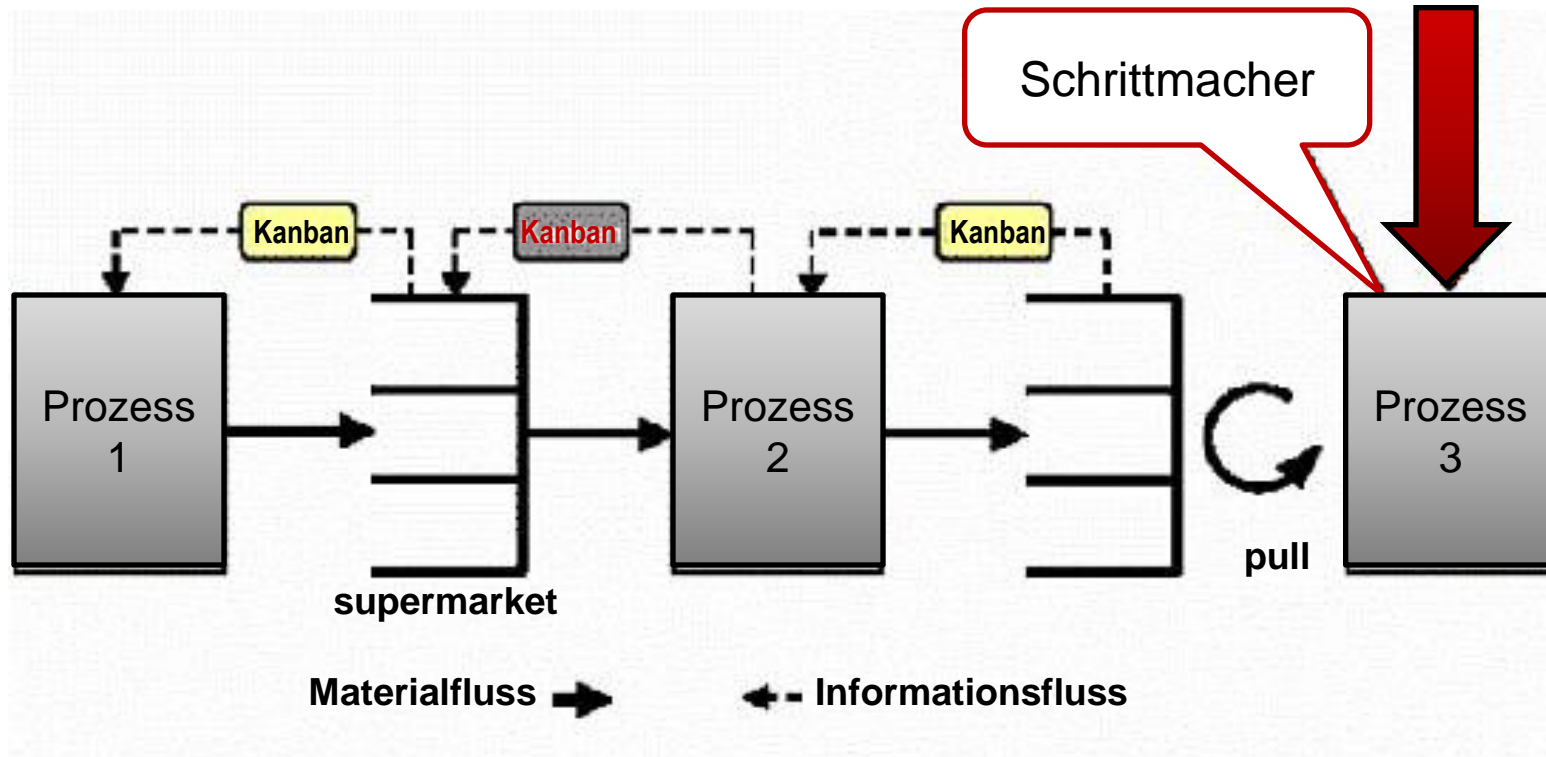 Schrittmacher
Kanban
Kanban
Kanban
Prozess
1
Prozess
2
Prozess
3
pull
supermarket
Materialfluss
Informationsfluss